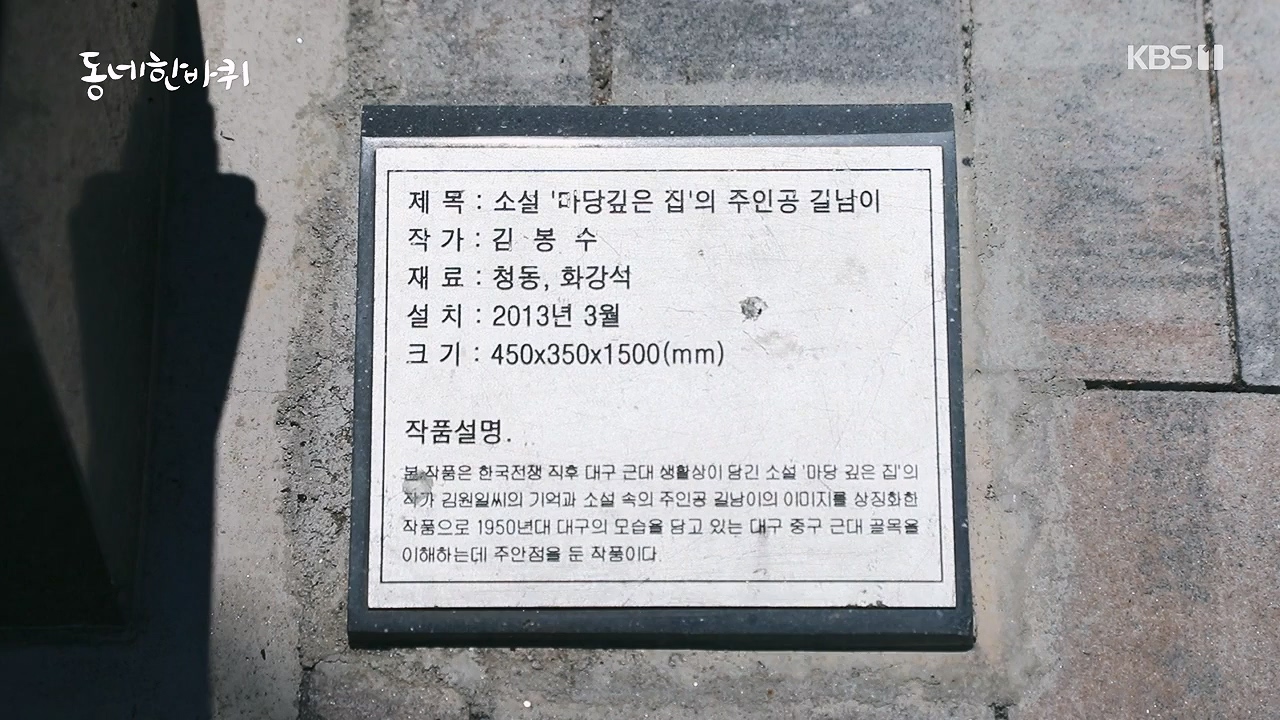 동네한바퀴
KBS1
제 목 : 소설 '마당깊은 집'의 주인공 길남이
작 가 : 김 봉 수
재 료 : 청동, 화강석
설 치 : 2013년 3월
크 기 : 450x350x1500(mm)
작품설명.
본 작품은 한국전쟁 직후 대구 근대 생활상이 담긴 소설 '마당 깊은 집'의
작가 김원일씨의 기억과 소설 속의 주인공 길남이의 이미지를 상징화한
작품으로 1950년대 대구의 모습을 담고 있는 대구 중구 근대 골목을
이해하는데 주안점을 둔 작품이다.